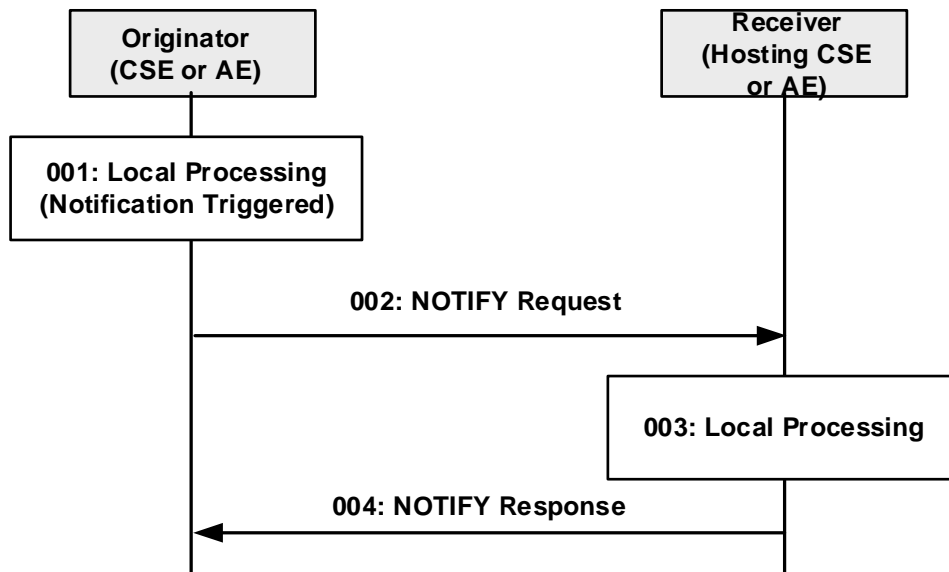 Originator
(CSE or AE)
Receiver
(Hosting CSE
or AE)
001: Local Processing
(Notification Triggered)
002: NOTIFY Request
003: Local Processing
004: NOTIFY Response